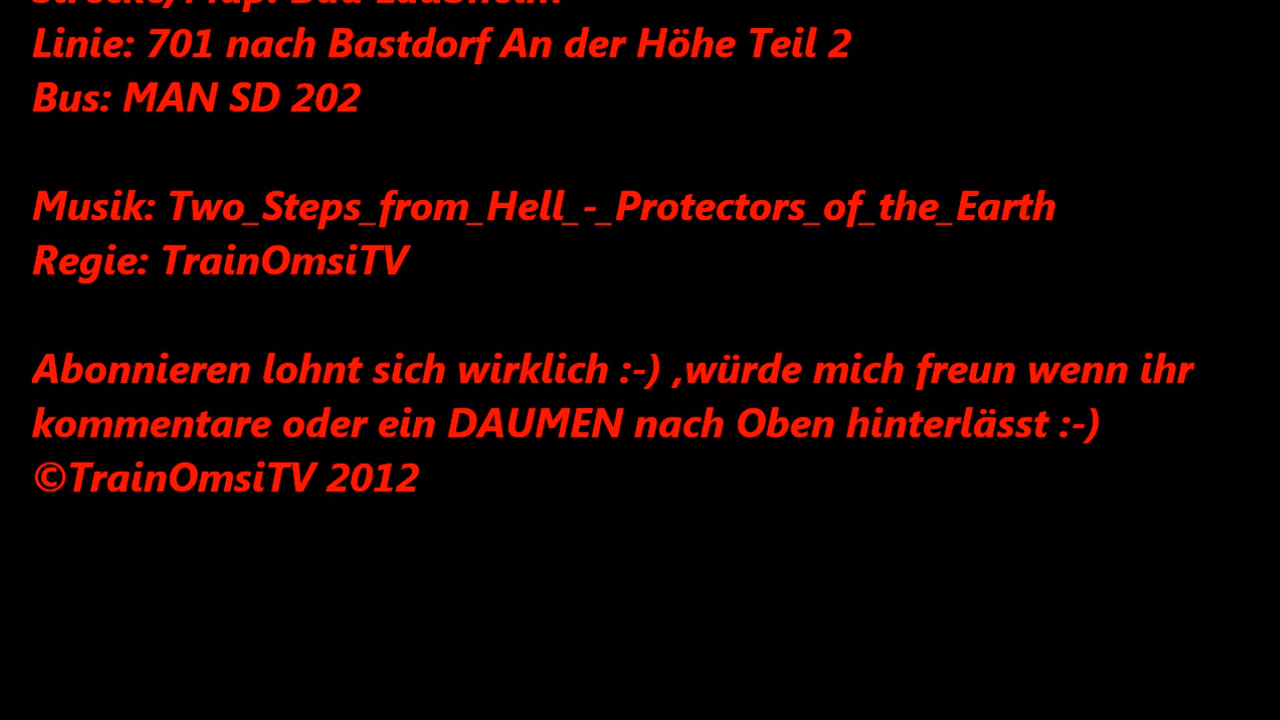 Linie: 701 nach Bastdorf An der Höhe Teil 2
Bus: MAN SD 202
Musik: Two_Steps_from_Hell_-_Protectors_of_the_Earth
Regie: TrainOmsiTV
Abonnieren lohnt sich wirklich :-) ,würde mich freun wenn ihr
kommentare oder ein DAUMEN nach Oben hinterlässt :-)
©TrainOmsiTV 2012